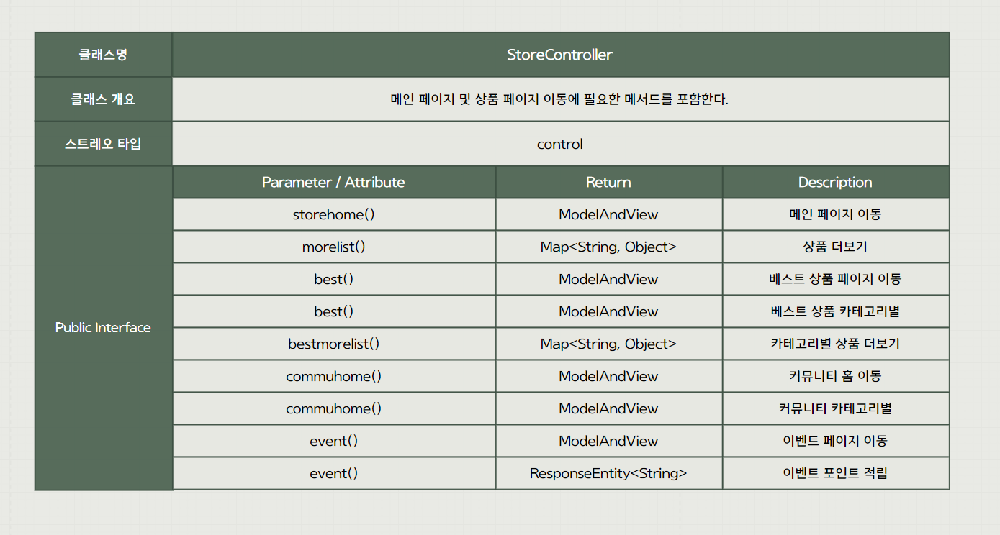 클래스명 StoreController
클래스 개요 메인 페이지 및 상품 페이지 이동에 필요한 메서드를 포함한다.
스트레오 타입 control
Public Interface
Parameter / Attribute Return Description
storehome() ModelAndView 메인 페이지 이동
morelist() Map<String, Object> 상품 더보기
best() ModelAndView 베스트 상품 페이지 이동
best() ModelAndView 베스트 상품 카테고리별
bestmorelist() Map<String, Object> 카테고리별 상품 더보기
commuhome() ModelAndView 커뮤니티 홈 이동
commuhome() ModelAndView 커뮤니티 카테고리별
event() ModelAndView 이벤트 페이지 이동
event() ResponseEntity<String> 이벤트 포인트 적립